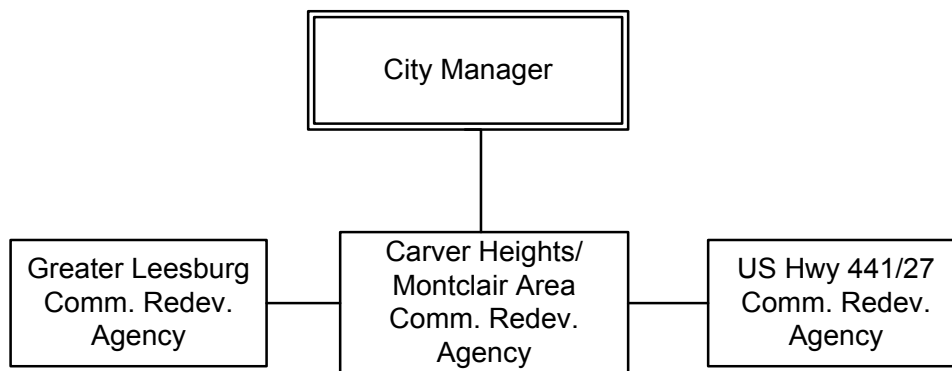 City Manager
Greater Leesburg
Comm. Redev.
Agency
Carver Heights/
Montclair Area
Comm. Redev.
Agency
US Hwy 441/27
Comm. Redev.
Agency